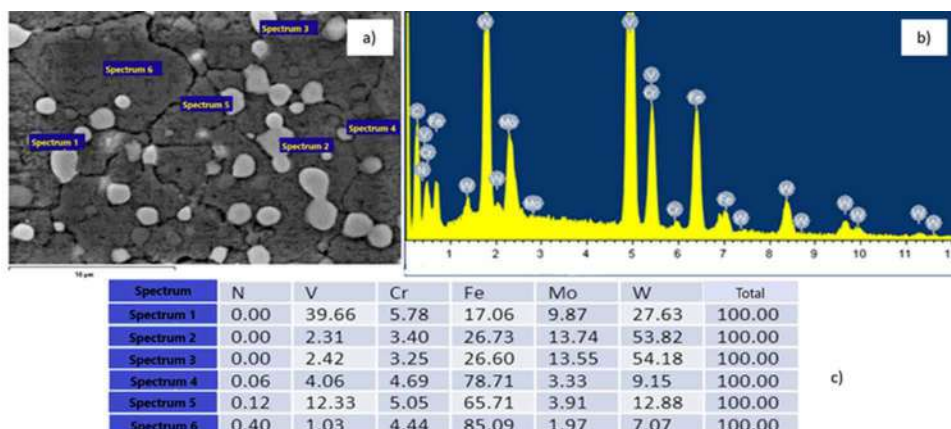 Spectrum 3
a)
Spectrum 6
Spectrum 5
Spectrum 4
Spectrum 1
Spectrum 2
10 µm
b)
W V
V
C Cr Fe
V Fe Mo
Cr
N W W Mo Cr Fe W W W W W W
1 2 3 4 5 6 7 8 9 10 11
Spectrum N V Cr Fe Mo W Total
Spectrum 1 0.00 39.66 5.78 17.06 9.87 27.63 100.00
Spectrum 2 0.00 2.31 3.40 26.73 13.74 53.82 100.00
Spectrum 3 0.00 2.42 3.25 26.60 13.55 54.18 100.00
c)
Spectrum 4 0.06 4.06 4.69 78.71 3.33 9.15 100.00
Spectrum 5 0.12 12.33 5.05 65.71 3.91 12.88 100.00
Spectrum 6 0.40 1.03 4.44 85.09 1.97 7.07 100.00